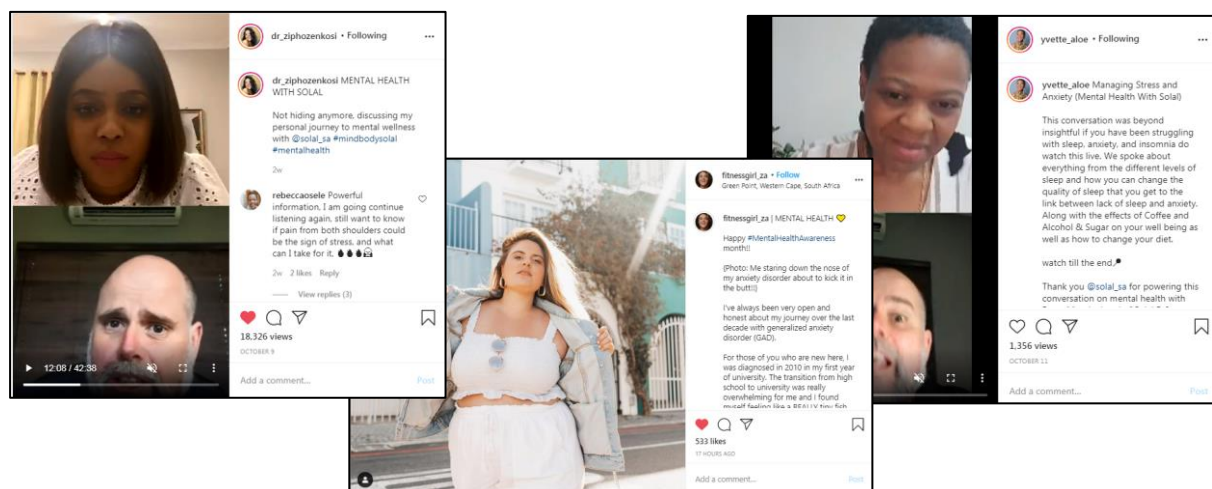 dr_ziphozenkosi • Following
dr_ziphozenkosi MENTAL HEALTH
WITH SOLAL
Not hiding anymore, discussing my
personal journey to mental wellness
with @solal_sa #mindbodysolal
#mentalhealth
2w
rebeccaosele Powerful
information, I am going continue
listening again, still want to know
if pain from both shoulders could
be the sign of stress, and what
can I take for it.
2w 2 likes Reply
View replies (3)
18,326 views
OCTOBER 9
Add a comment... Post
12:08 / 42:38
fitnessgirl_za • Follow
Green Point, Western Cape, South Africa
fitnessgirl_za | MENTAL HEALTH 💛
Happy #MentalHealthAwareness
month!!
(Photo: Me staring down the nose of
my anxiety disorder about to kick it in
the butt!!)
I've always been very open and
honest about my journey over the last
decade with generalized anxiety
disorder (GAD).
For those of you who are new here, I
was diagnosed in 2010 in my first year
of university. The transition from high
school to university was really
overwhelming for me and I found
myself feeling like a REALLY tiny fish
533 likes
17 HOURS AGO
Add a comment... Post
yvette_aloe • Following
yvette_aloe Managing Stress and
Anxiety (Mental Health With Solal)
This conversation was beyond
insightful if you have been struggling
with sleep, anxiety, and insomnia do
watch this live. We spoke about
everything from the different levels of
sleep and how you can change the
quality of sleep that you get to the
link between lack of sleep and anxiety.
Along with the effects of Coffee and
Alcohol & Sugar on your well being as
well as how to change your diet.
watch till the end
Thank you @solal_sa for powering this
conversation on mental health with
1,356 views
OCTOBER 11
Add a comment... Post